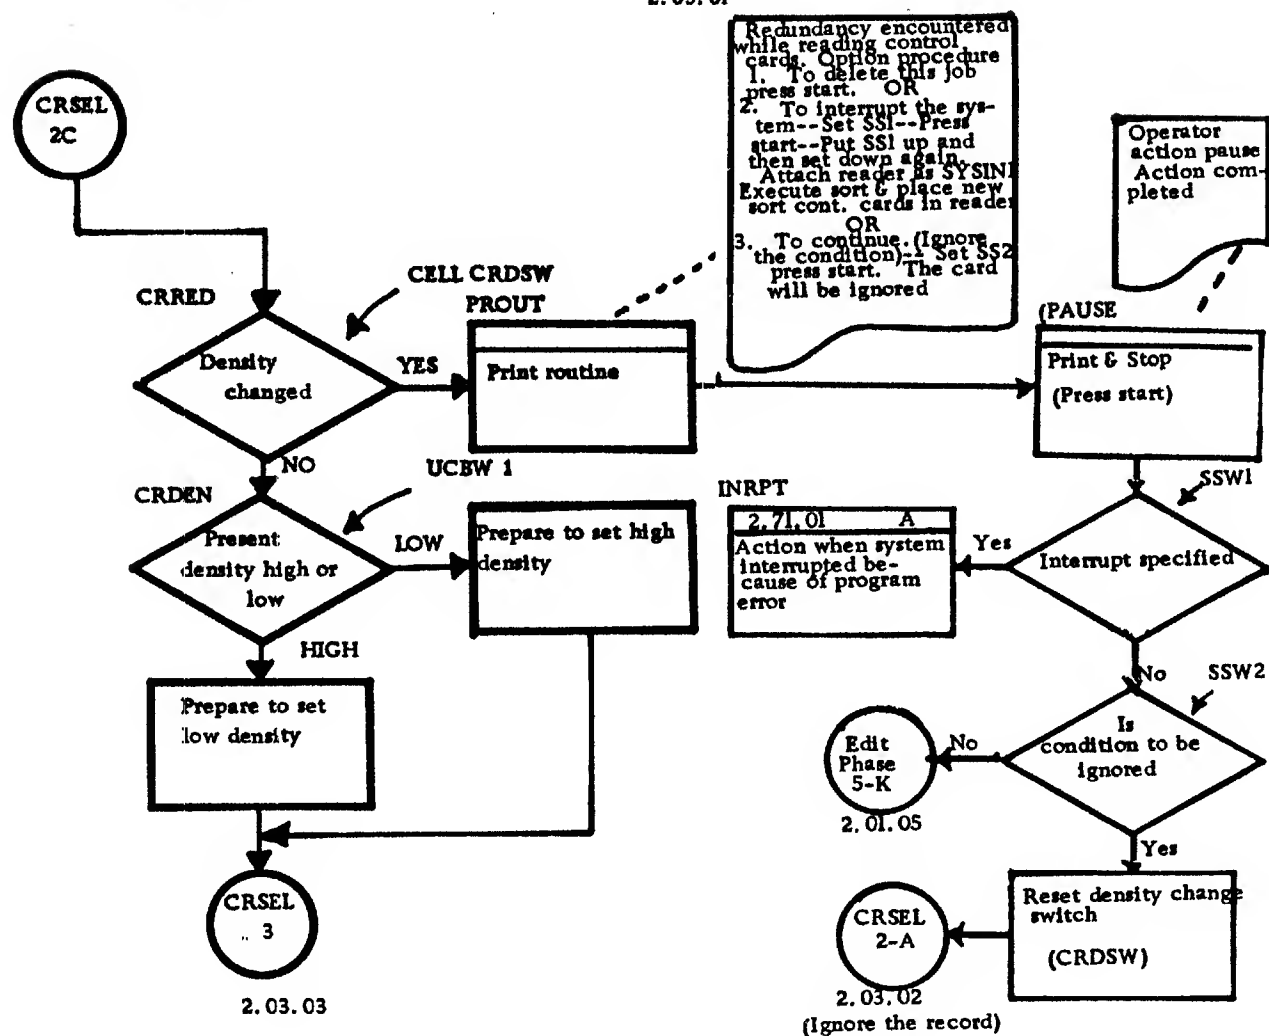 2. 03. 01
CRSEL
2C
Redundancy encountered
while reading control
cards. Option procedure
1. To delete this job
press start. OR
2. To interrupt the sys-
tem--Set SS1--Press
start--Put SS1 up and
then set down again.
Attach reader as SYSIN1
Execute sort & place new
sort cont. cards in reader
OR
3. To continue.(Ignore
the condition)-- Set SS2
press start. The card
will be ignored
Operator
action pause
Action com-
pleted
CELL CRDSW
CRRED
PROUT
(PAUSE
Density
changed
YES
Print routine
Print & Stop
(Press start)
NO
UCBW 1
CRDEN
INRPT
SSW1
Present
density high or
low
LOW
Prepare to set high
density
2.71.01 A
Action when system
interrupted be-
cause of program
error
Yes
Interrupt specified
HIGH
No
SSW2
Prepare to set
low density
Edit
Phase
5-K
No
Is
condition to be
ignored
2. 01. 05
Yes
CRSEL
3
CRSEL
2-A
Reset density change
switch
(CRDSW)
2. 03. 03
2. 03. 02
(Ignore the record)